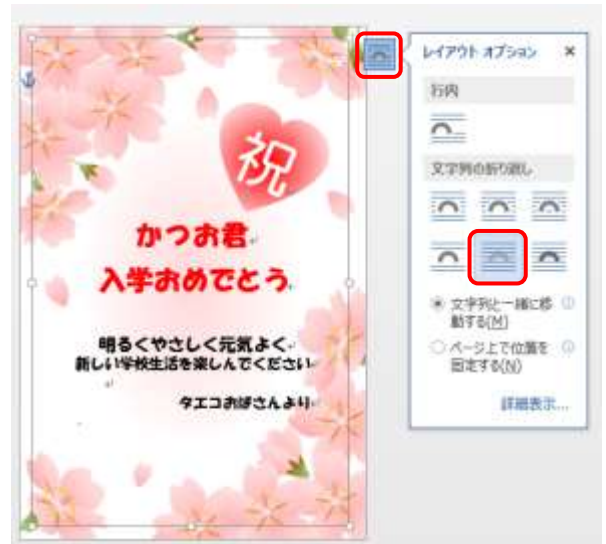 祝
かつお君
入学おめでとう
明るくやさしく元気よく
新しい学校生活を楽しんでください
タエコおばさんより
レイアウト オプション
行内
文字列の折り返し
文字列と一緒に移
動する(M)
ページ上で位置を
固定する(N)
詳細表示...